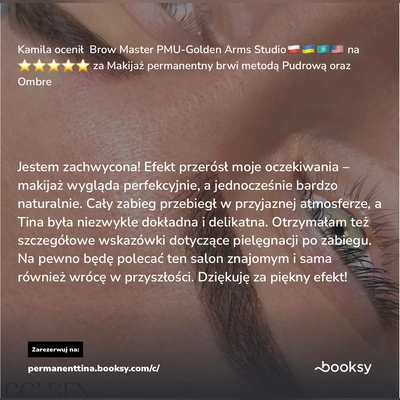 Kamila ocenił Brow Master PMU-Golden Arms Studio🇵🇱🇺🇦🇰🇿🇺🇸 na
⭐⭐⭐⭐⭐ za Makijaż permanentny brwi metodą Pudrową oraz
Ombre
Jestem zachwycona! Efekt przerósł moje oczekiwania –
makijaż wygląda perfekcyjnie, a jednocześnie bardzo
naturalnie. Cały zabieg przebiegł w przyjaznej atmosferze, a
Tina była niezwykle dokładna i delikatna. Otrzymałam też
szczegółowe wskazówki dotyczące pielęgnacji po zabiegu.
Na pewno będę polecać ten salon znajomym i sama
również wrócę w przyszłości. Dziękuję za piękny efekt!
Zarezerwuj na:
permanenttina.booksy.com/c/
booksy
GOLDEN